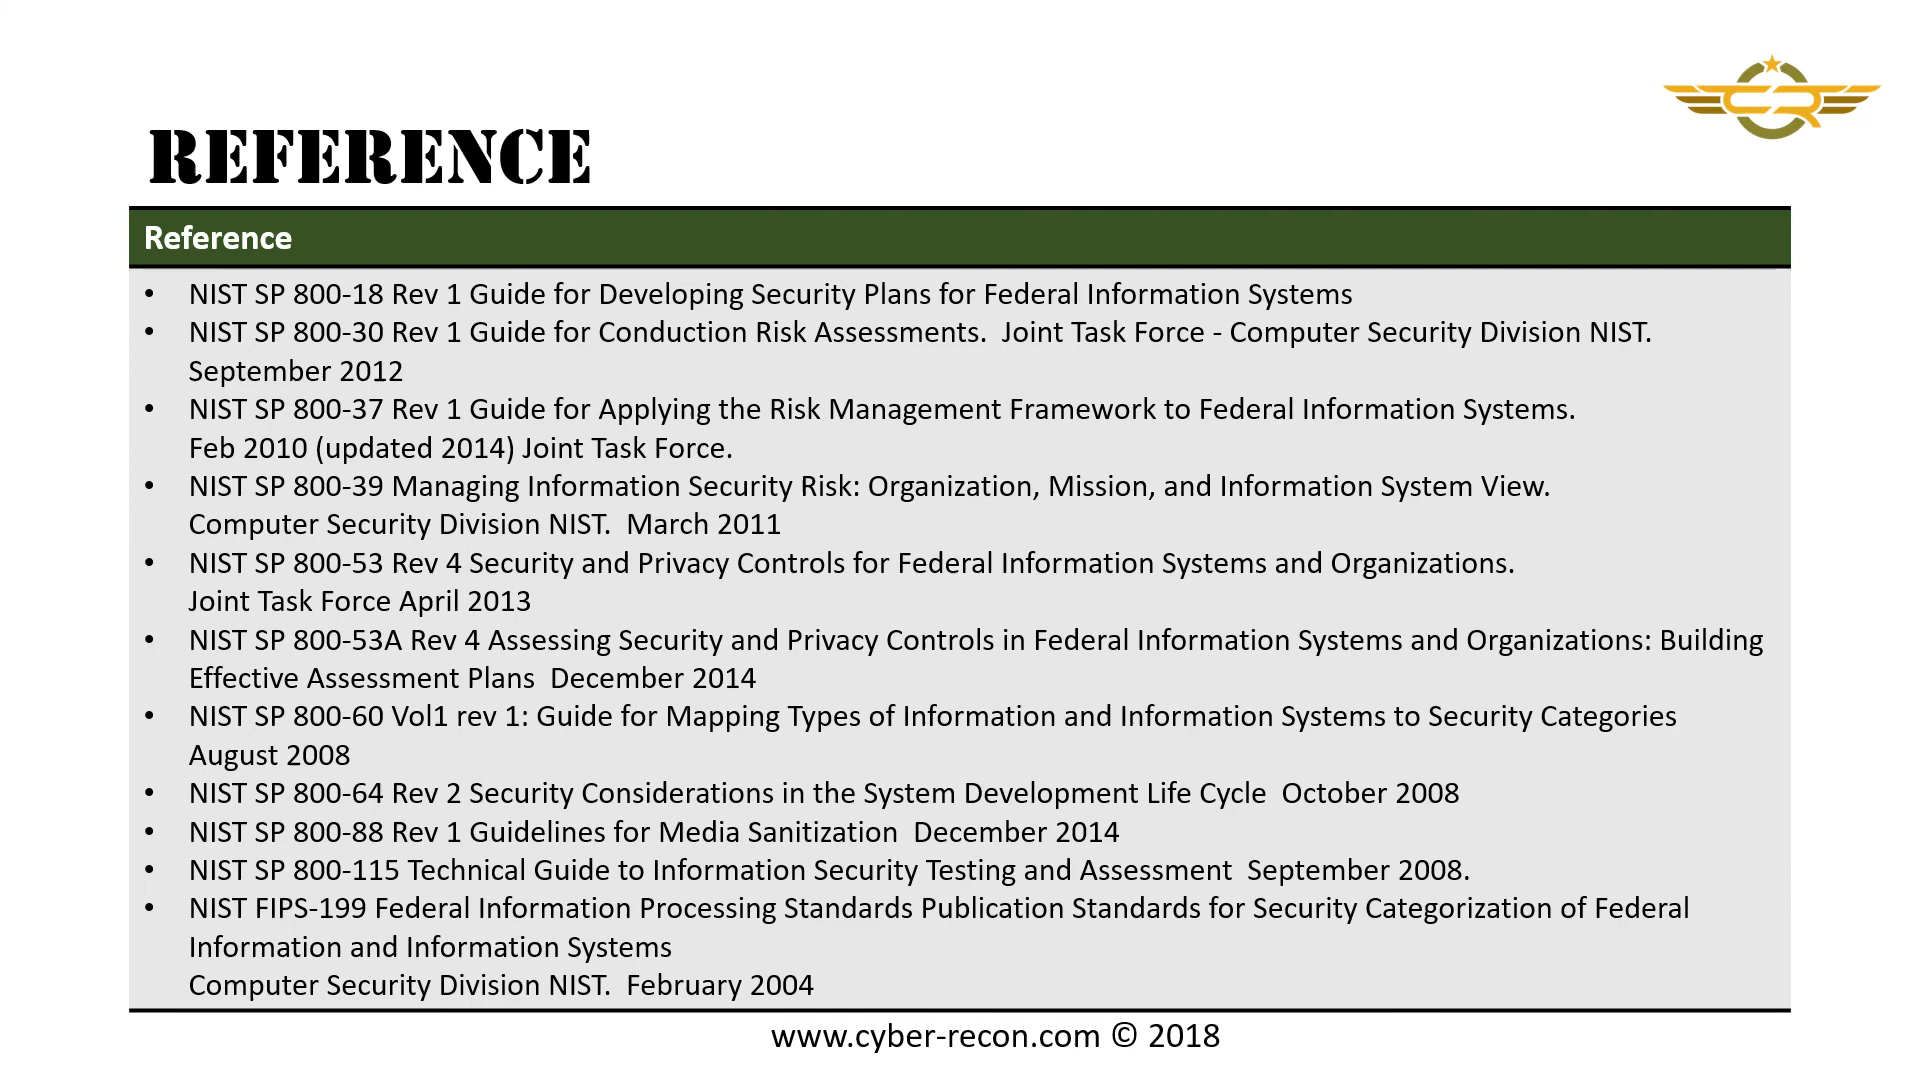 REFERENCE
Reference
• NIST SP 800-18 Rev 1 Guide for Developing Security Plans for Federal Information Systems
• NIST SP 800-30 Rev 1 Guide for Conduction Risk Assessments.  Joint Task Force - Computer Security Division NIST.
September 2012
• NIST SP 800-37 Rev 1 Guide for Applying the Risk Management Framework to Federal Information Systems.
Feb 2010 (updated 2014) Joint Task Force.
• NIST SP 800-39 Managing Information Security Risk: Organization, Mission, and Information System View.
Computer Security Division NIST.  March 2011
• NIST SP 800-53 Rev 4 Security and Privacy Controls for Federal Information Systems and Organizations.
Joint Task Force April 2013
• NIST SP 800-53A Rev 4 Assessing Security and Privacy Controls in Federal Information Systems and Organizations: Building
Effective Assessment Plans  December 2014
• NIST SP 800-60 Vol1 rev 1: Guide for Mapping Types of Information and Information Systems to Security Categories
August 2008
• NIST SP 800-64 Rev 2 Security Considerations in the System Development Life Cycle  October 2008
• NIST SP 800-88 Rev 1 Guidelines for Media Sanitization  December 2014
• NIST SP 800-115 Technical Guide to Information Security Testing and Assessment  September 2008.
• NIST FIPS-199 Federal Information Processing Standards Publication Standards for Security Categorization of Federal
Information and Information Systems
Computer Security Division NIST.  February 2004
www.cyber-recon.com © 2018
CR